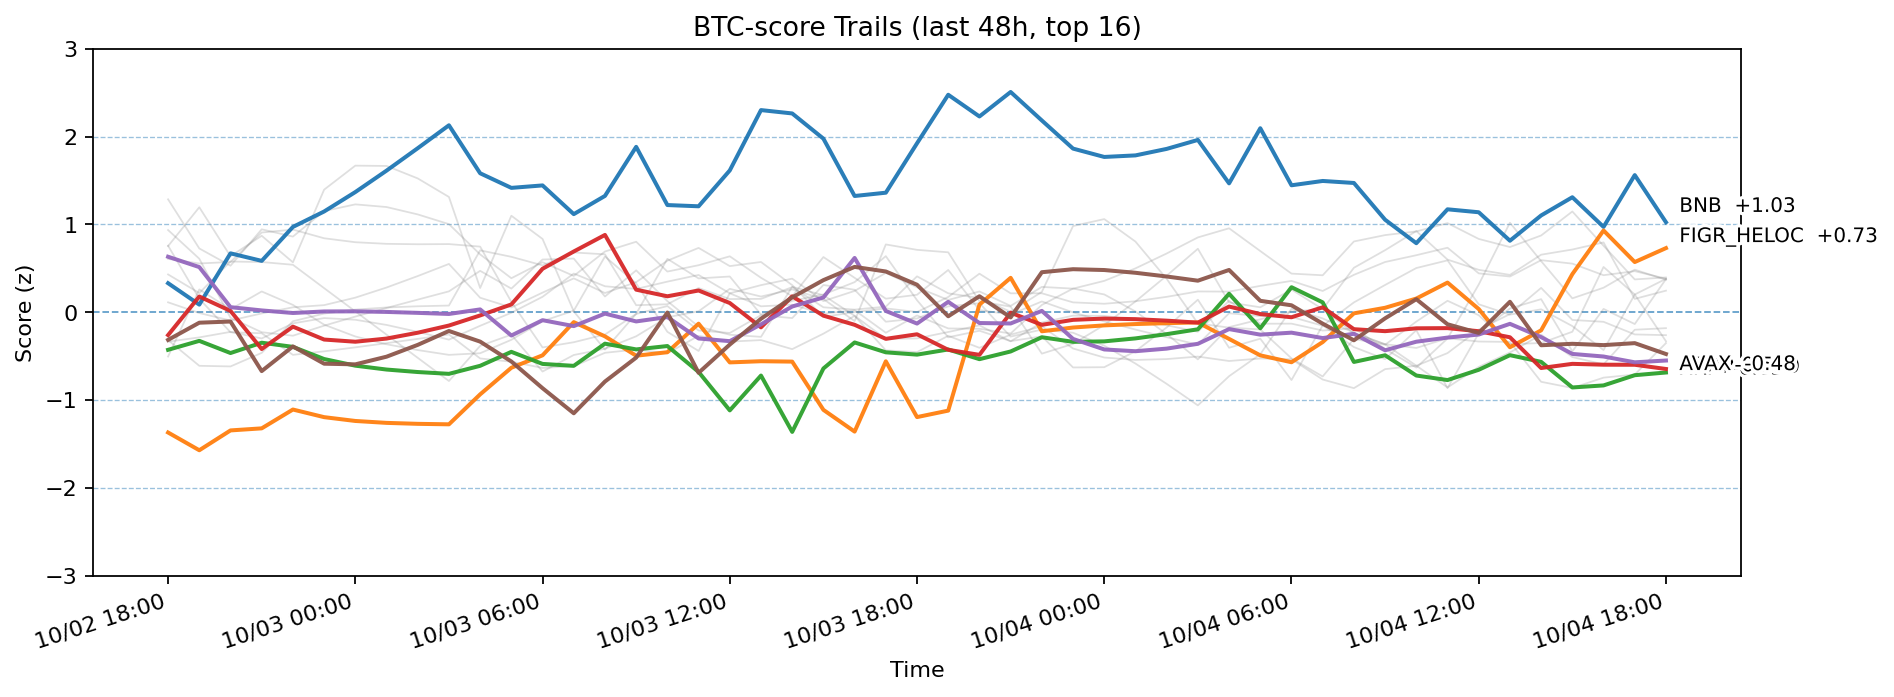 BTC-score Trails (last 48h, top 16)
Score (z)
3
2
1
0
−1
−2
−3
BNB +1.03
FIGR_HELOC +0.73
AVAX -0.48
10/02 18:00
10/03 00:00
10/03 06:00
10/03 12:00
10/03 18:00
10/04 00:00
10/04 06:00
10/04 12:00
10/04 18:00
Time